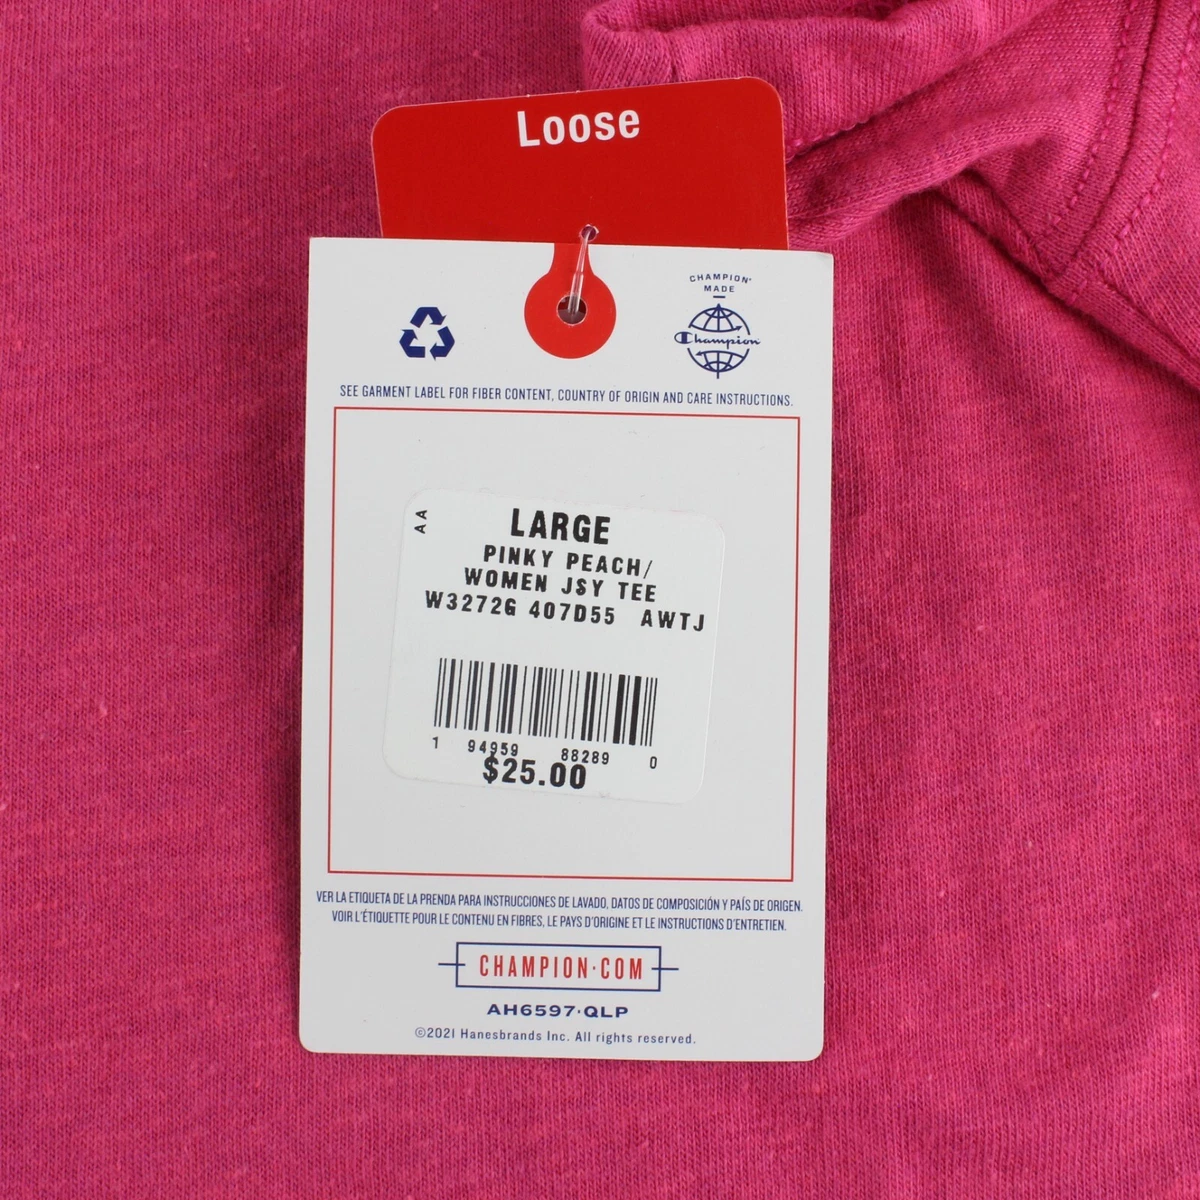 Loose
CHAMPION®
MADE
Champion
SEE GARMENT LABEL FOR FIBER CONTENT, COUNTRY OF ORIGIN AND CARE INSTRUCTIONS.
AA
LARGE
PINKY PEACH/
WOMEN JSY TEE
W3272G 407D55 AWTJ
1 94959 88289 0
$25.00
VER LA ETIQUETA DE LA PRENDA PARA INSTRUCCIONES DE LAVADO, DATOS DE COMPOSICIÓN Y PAÍS DE ORIGEN.
VOIR L'ÉTIQUETTE POUR LE CONTENU EN FIBRES, LE PAYS D'ORIGINE ET LE INSTRUCTIONS D'ENTRETIEN.
CHAMPION·COM
AH6597·QLP
©2021 Hanesbrands Inc. All rights reserved.